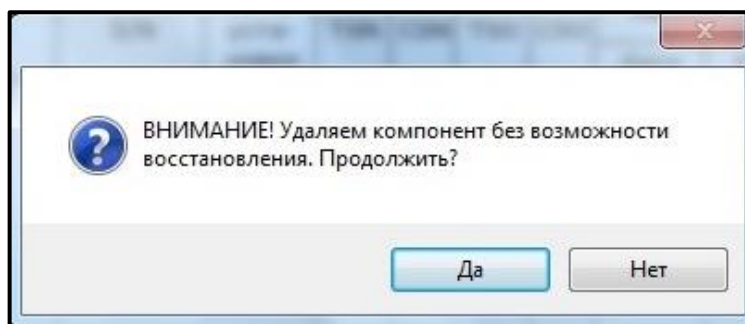 ВНИМАНИЕ! Удаляем компонент без возможности
восстановления. Продолжить?
Да
Нет